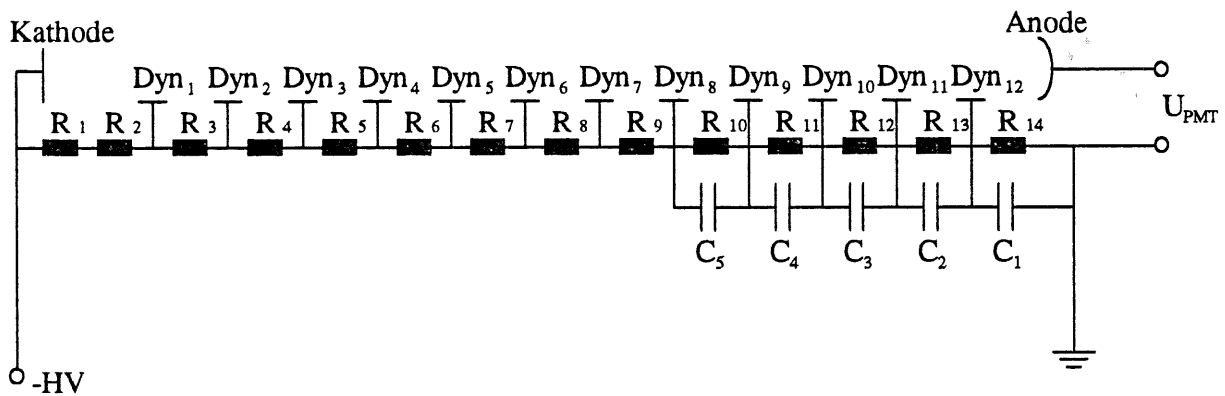 Kathode
Anode
Dyn₁ Dyn₂ Dyn₃ Dyn₄ Dyn₅ Dyn₆ Dyn₇ Dyn₈ Dyn₉ Dyn₁₀ Dyn₁₁ Dyn₁₂
U_PMT
R₁ R₂ R₃ R₄ R₅ R₆ R₇ R₈ R₉ R₁₀ R₁₁ R₁₂ R₁₃ R₁₄
C₅ C₄ C₃ C₂ C₁
-HV